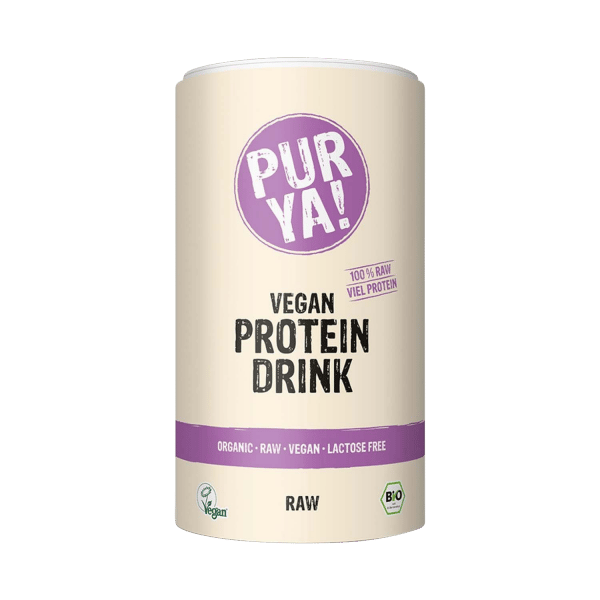 PUR
YA!
100% RAW
VIEL PROTEIN
VEGAN
PROTEIN
DRINK
ORGANIC · RAW · VEGAN · LACTOSE FREE
Vegan
RAW
BIO